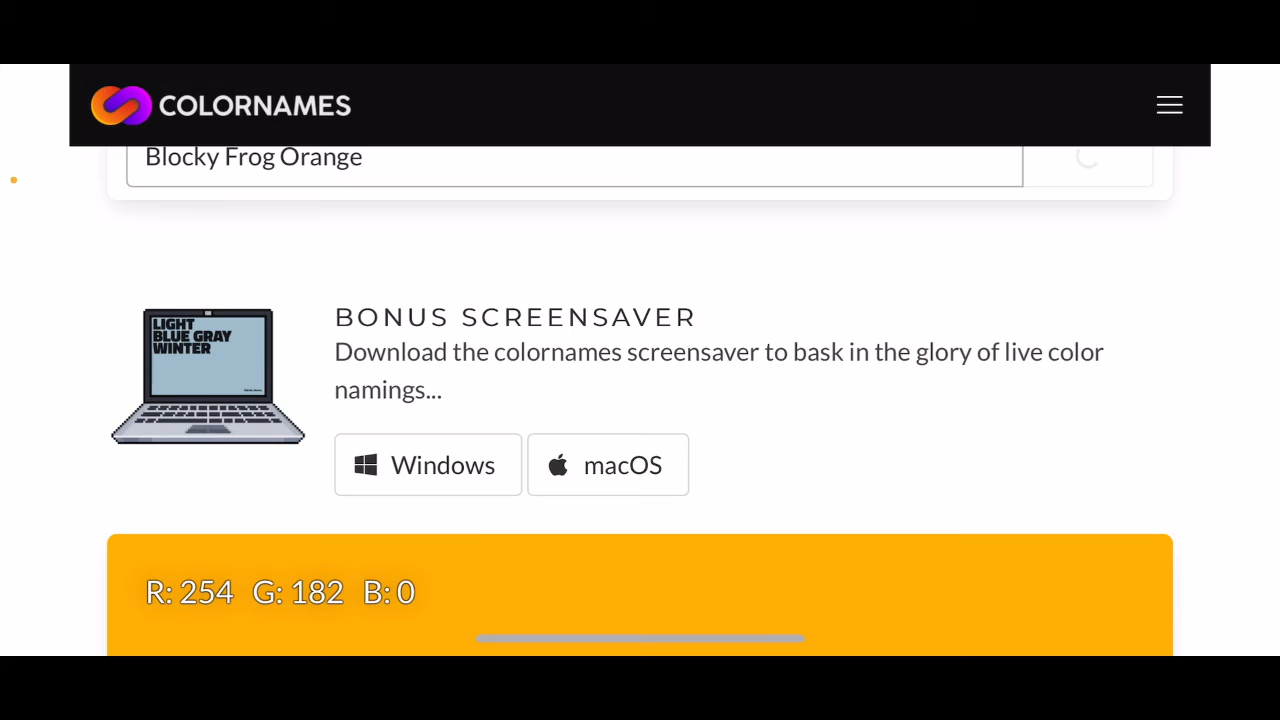 COLORNAMES
Blocky Frog Orange
LIGHT
BLUE GRAY
WINTER
BONUS SCREENSAVER
Download the colornames screensaver to bask in the glory of live color
namings...
Windows
macOS
R: 254 G: 182 B: 0